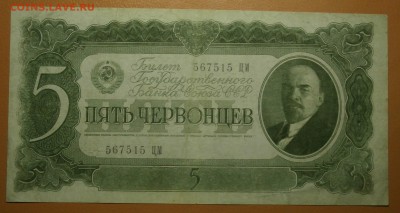 COINS.LAVE.RU
Билет 567515 ЦИ
Государственного
Банка Союза ССР
5 ПЯТЬ ЧЕРВОНЦЕВ
567515 ЦИ
5